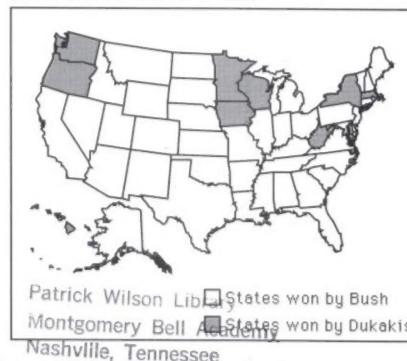 Patrick Wilson Library
States won by Bush
Montgomery Bell Academy
States won by Dukakis
Nashville, Tennessee